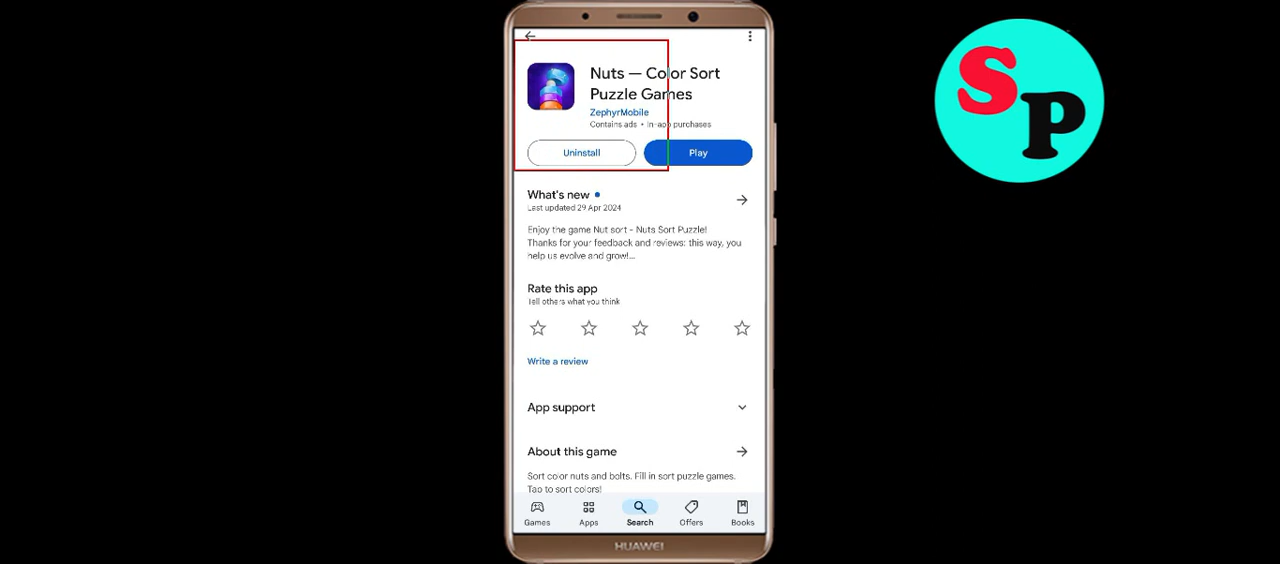 Nuts — Color Sort
Puzzle Games
ZephyrMobile
Contains ads • In-app purchases
Uninstall
Play
What's new
Last updated 29 Apr 2024
Enjoy the game Nut sort - Nuts Sort Puzzle!
Thanks for your feedback and reviews: this way, you
help us evolve and grow!...
Rate this app
Tell others what you think
Write a review
App support
About this game
Sort color nuts and bolts. Fill in sort puzzle games.
Tap to sort colors!
Games
Apps
Search
Offers
Books
HUAWEI
SP